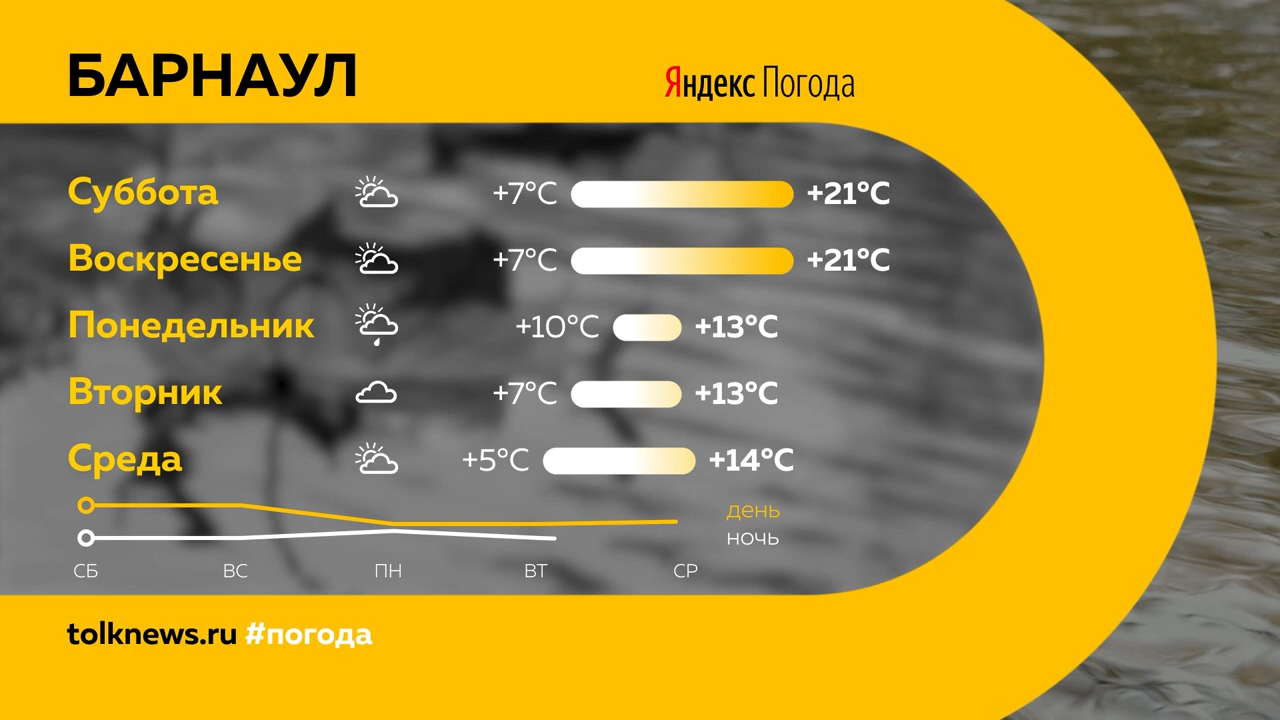 БАРНАУЛ
Яндекс Погода
Суббота +7°C +21°C
Воскресенье +7°C +21°C
Понедельник +10°C +13°C
Вторник +7°C +13°C
Среда +5°C +14°C
день
ночь
СБ ВС ПН ВТ СР
tolknews.ru #погода